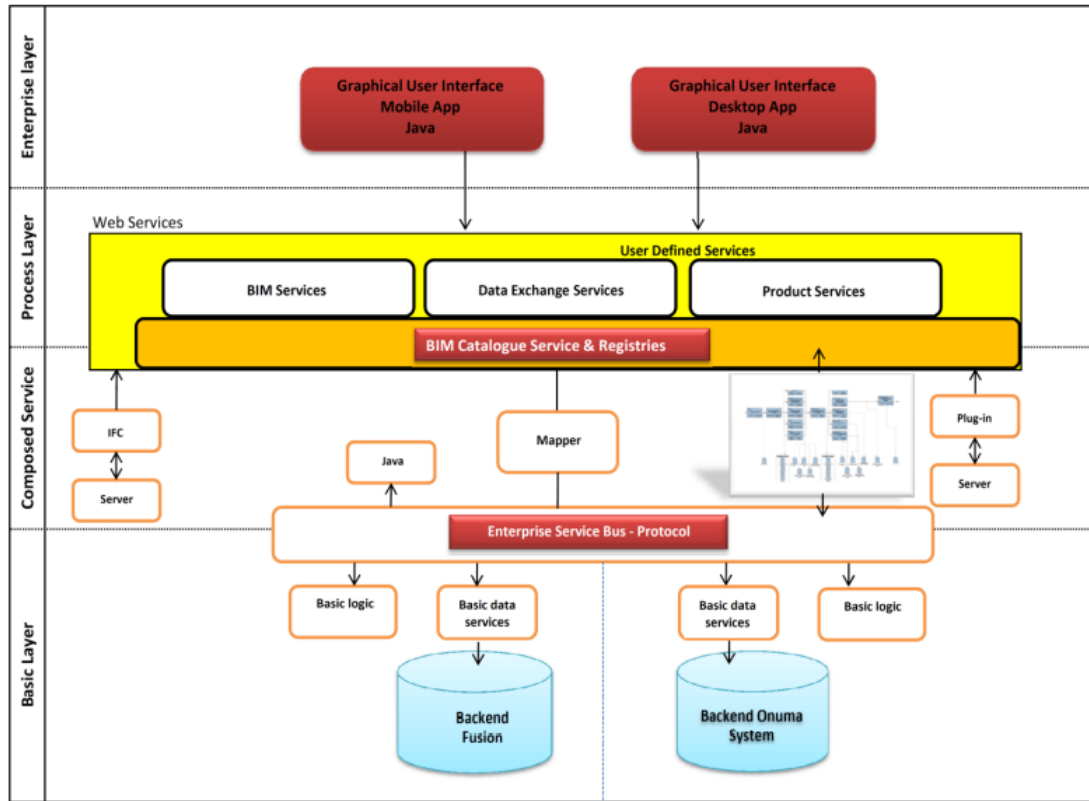 Enterprise layer
Graphical User Interface
Mobile App
Java
Graphical User Interface
Desktop App
Java
Process Layer
Web Services
User Defined Services
BIM Services
Data Exchange Services
Product Services
BIM Catalogue Service & Registries
Composed Service
IFC
Server
Java
Mapper
Plug-in
Server
Enterprise Service Bus - Protocol
Basic Layer
Basic logic
Basic data
services
Basic data
services
Basic logic
Backend
Fusion
Backend Onuma
System